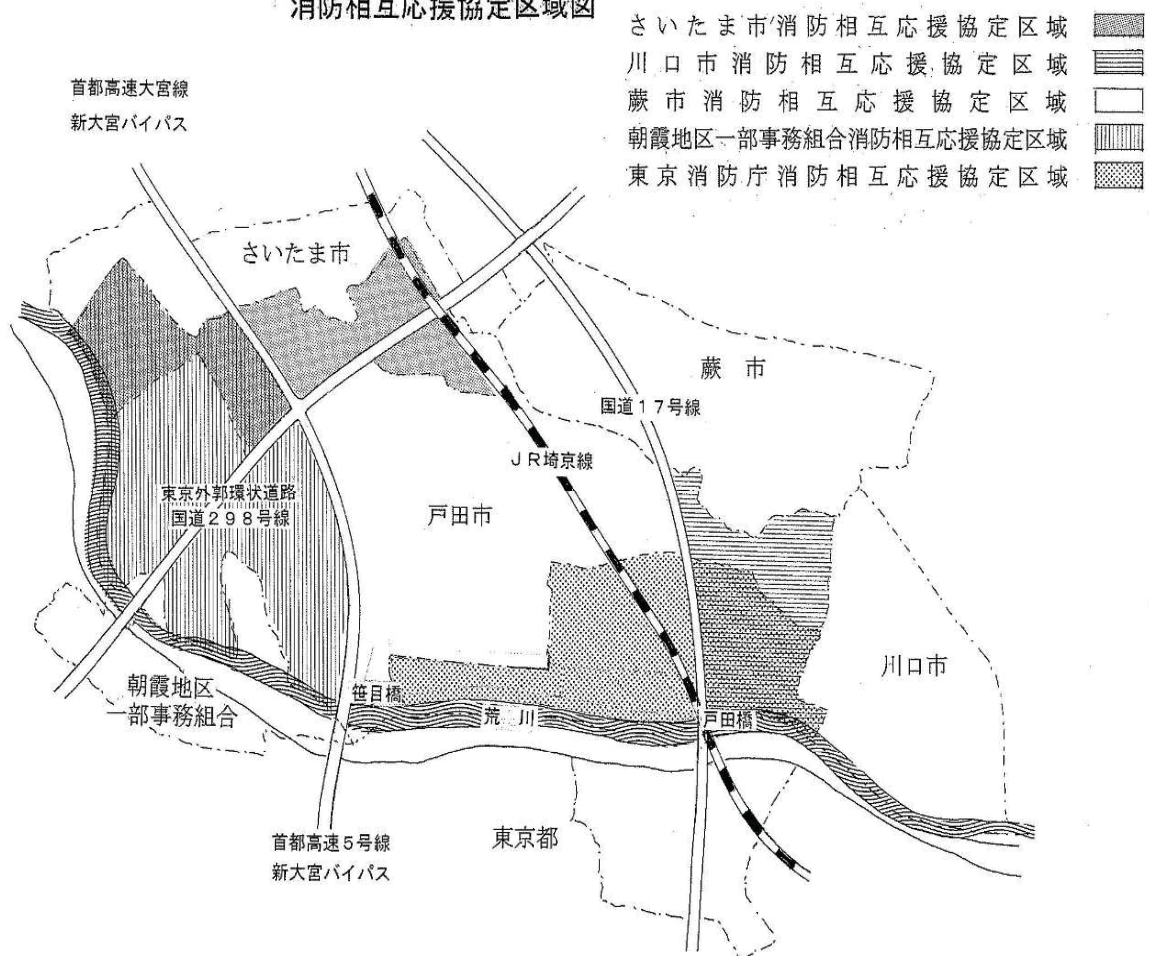 消防相互応援協定区域図
さいたま市消防相互応援協定区域
川口市消防相互応援協定区域
蕨市消防相互応援協定区域
朝霞地区一部事務組合消防相互応援協定区域
東京消防庁消防相互応援協定区域
首都高速大宮線
新大宮バイパス
さいたま市
蕨市
国道17号線
JR埼京線
東京外郭環状道路
国道298号線
戸田市
川口市
朝霞地区
一部事務組合
笹目橋
荒川
戸田橋
首都高速5号線
新大宮バイパス
東京都